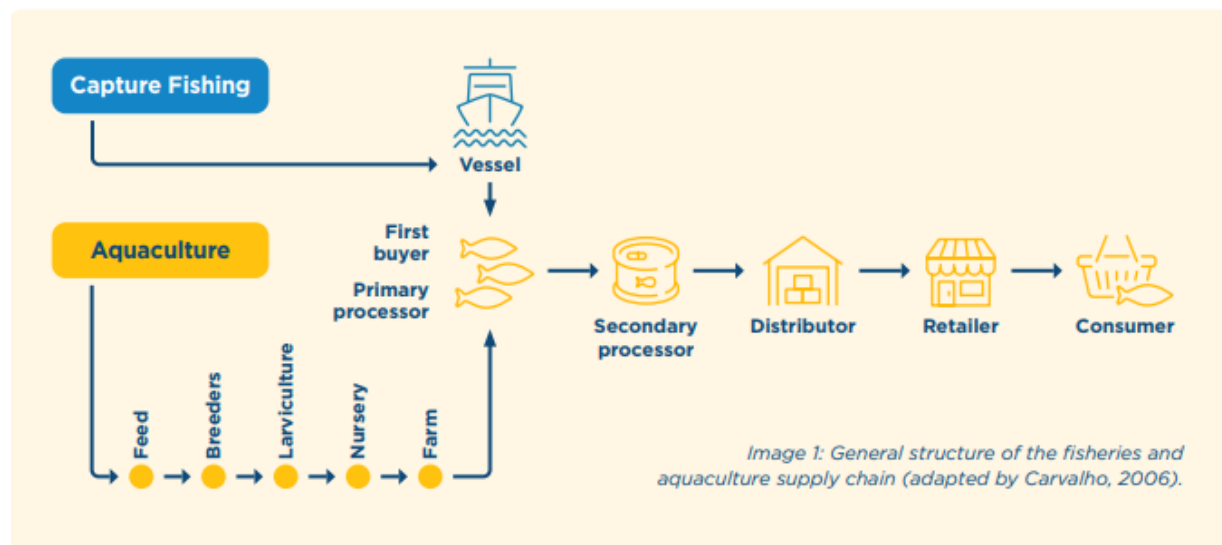 Capture Fishing
Vessel
Aquaculture
First
buyer
Primary
processor
Secondary
processor
Distributor
Retailer
Consumer
Feed
Breeders
Larviculture
Nursery
Farm
Image 1: General structure of the fisheries and
aquaculture supply chain (adapted by Carvalho, 2006).